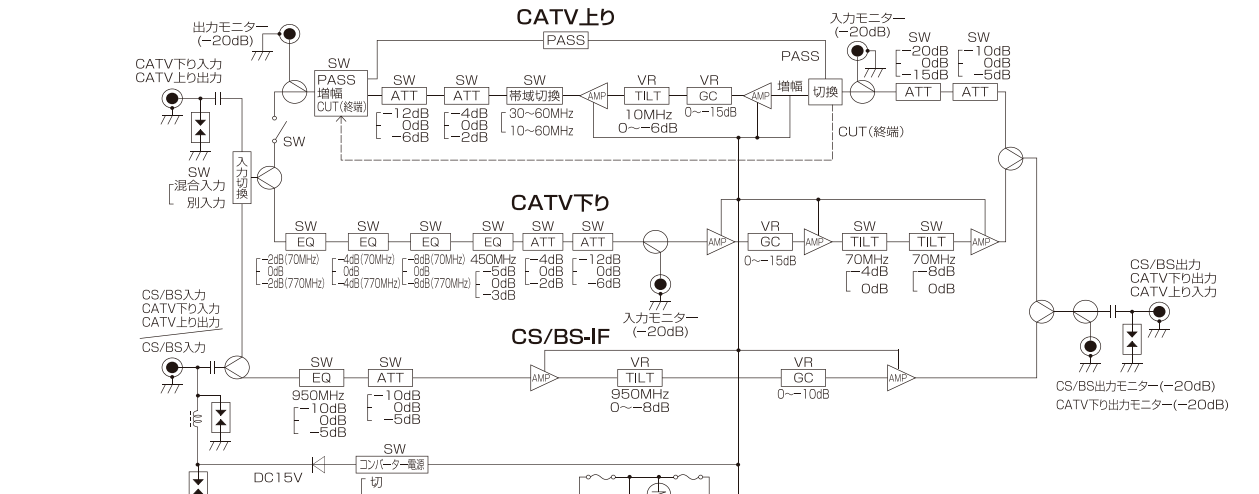 CATV上り
出力モニター
(−20dB)
CATV下り入力
CATV上り出力
SW
PASS
増幅
CUT(終端)
PASS
SW
ATT
−12dB
0dB
−6dB
SW
ATT
−4dB
0dB
−2dB
SW
帯域切換
30〜60MHz
10〜60MHz
AMP
VR
TILT
10MHz
0〜−6dB
VR
GC
0〜−15dB
AMP
増幅
PASS
切換
CUT(終端)
入力モニター
(−20dB)
SW
−20dB
0dB
−15dB
ATT
SW
−10dB
0dB
−5dB
ATT
SW
入力切換
SW
混合入力
別入力
CATV下り
SW
EQ
−2dB(70MHz)
0dB
−2dB(770MHz)
SW
EQ
−4dB(70MHz)
0dB
−4dB(770MHz)
SW
EQ
−8dB(70MHz)
0dB
−8dB(770MHz)
SW
EQ
450MHz
−5dB
0dB
−3dB
SW
ATT
−4dB
0dB
−2dB
SW
ATT
−12dB
0dB
−6dB
入力モニター
(−20dB)
AMP
VR
GC
0〜−15dB
AMP
SW
TILT
70MHz
−4dB
0dB
SW
TILT
70MHz
−8dB
0dB
AMP
CS/BS出力
CATV下り出力
CATV上り入力
CS/BS出力モニター(−20dB)
CATV下り出力モニター(−20dB)
CS/BS入力
CATV下り入力
CATV上り出力
CS/BS入力
CS/BS-IF
SW
EQ
950MHz
−10dB
0dB
−5dB
SW
ATT
−10dB
0dB
−5dB
AMP
VR
TILT
950MHz
0〜−8dB
VR
GC
0〜−10dB
AMP
DC15V
SW
コンバーター電源
切